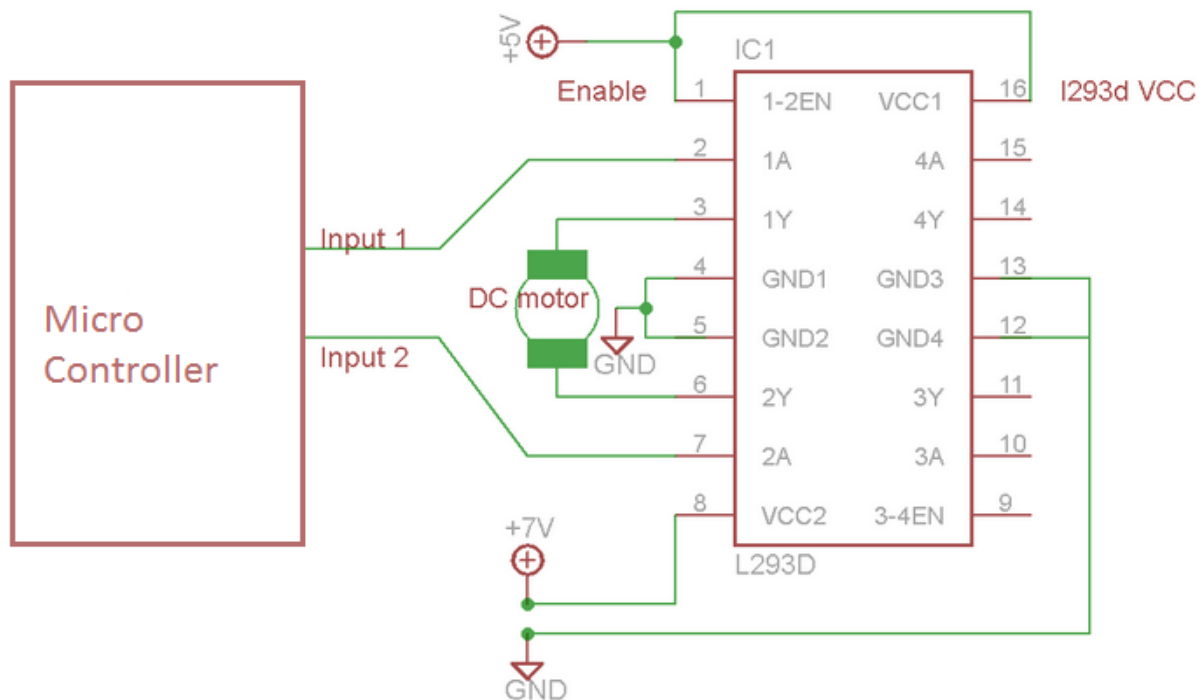 +5V
IC1
Enable
1
1-2EN
VCC1
16
l293d VCC
2
1A
4A
15
3
1Y
4Y
14
Input 1
4
GND1
GND3
13
DC motor
Micro
Controller
5
GND2
GND4
12
Input 2
GND
6
2Y
3Y
11
7
2A
3A
10
8
VCC2
3-4EN
9
+7V
L293D
GND